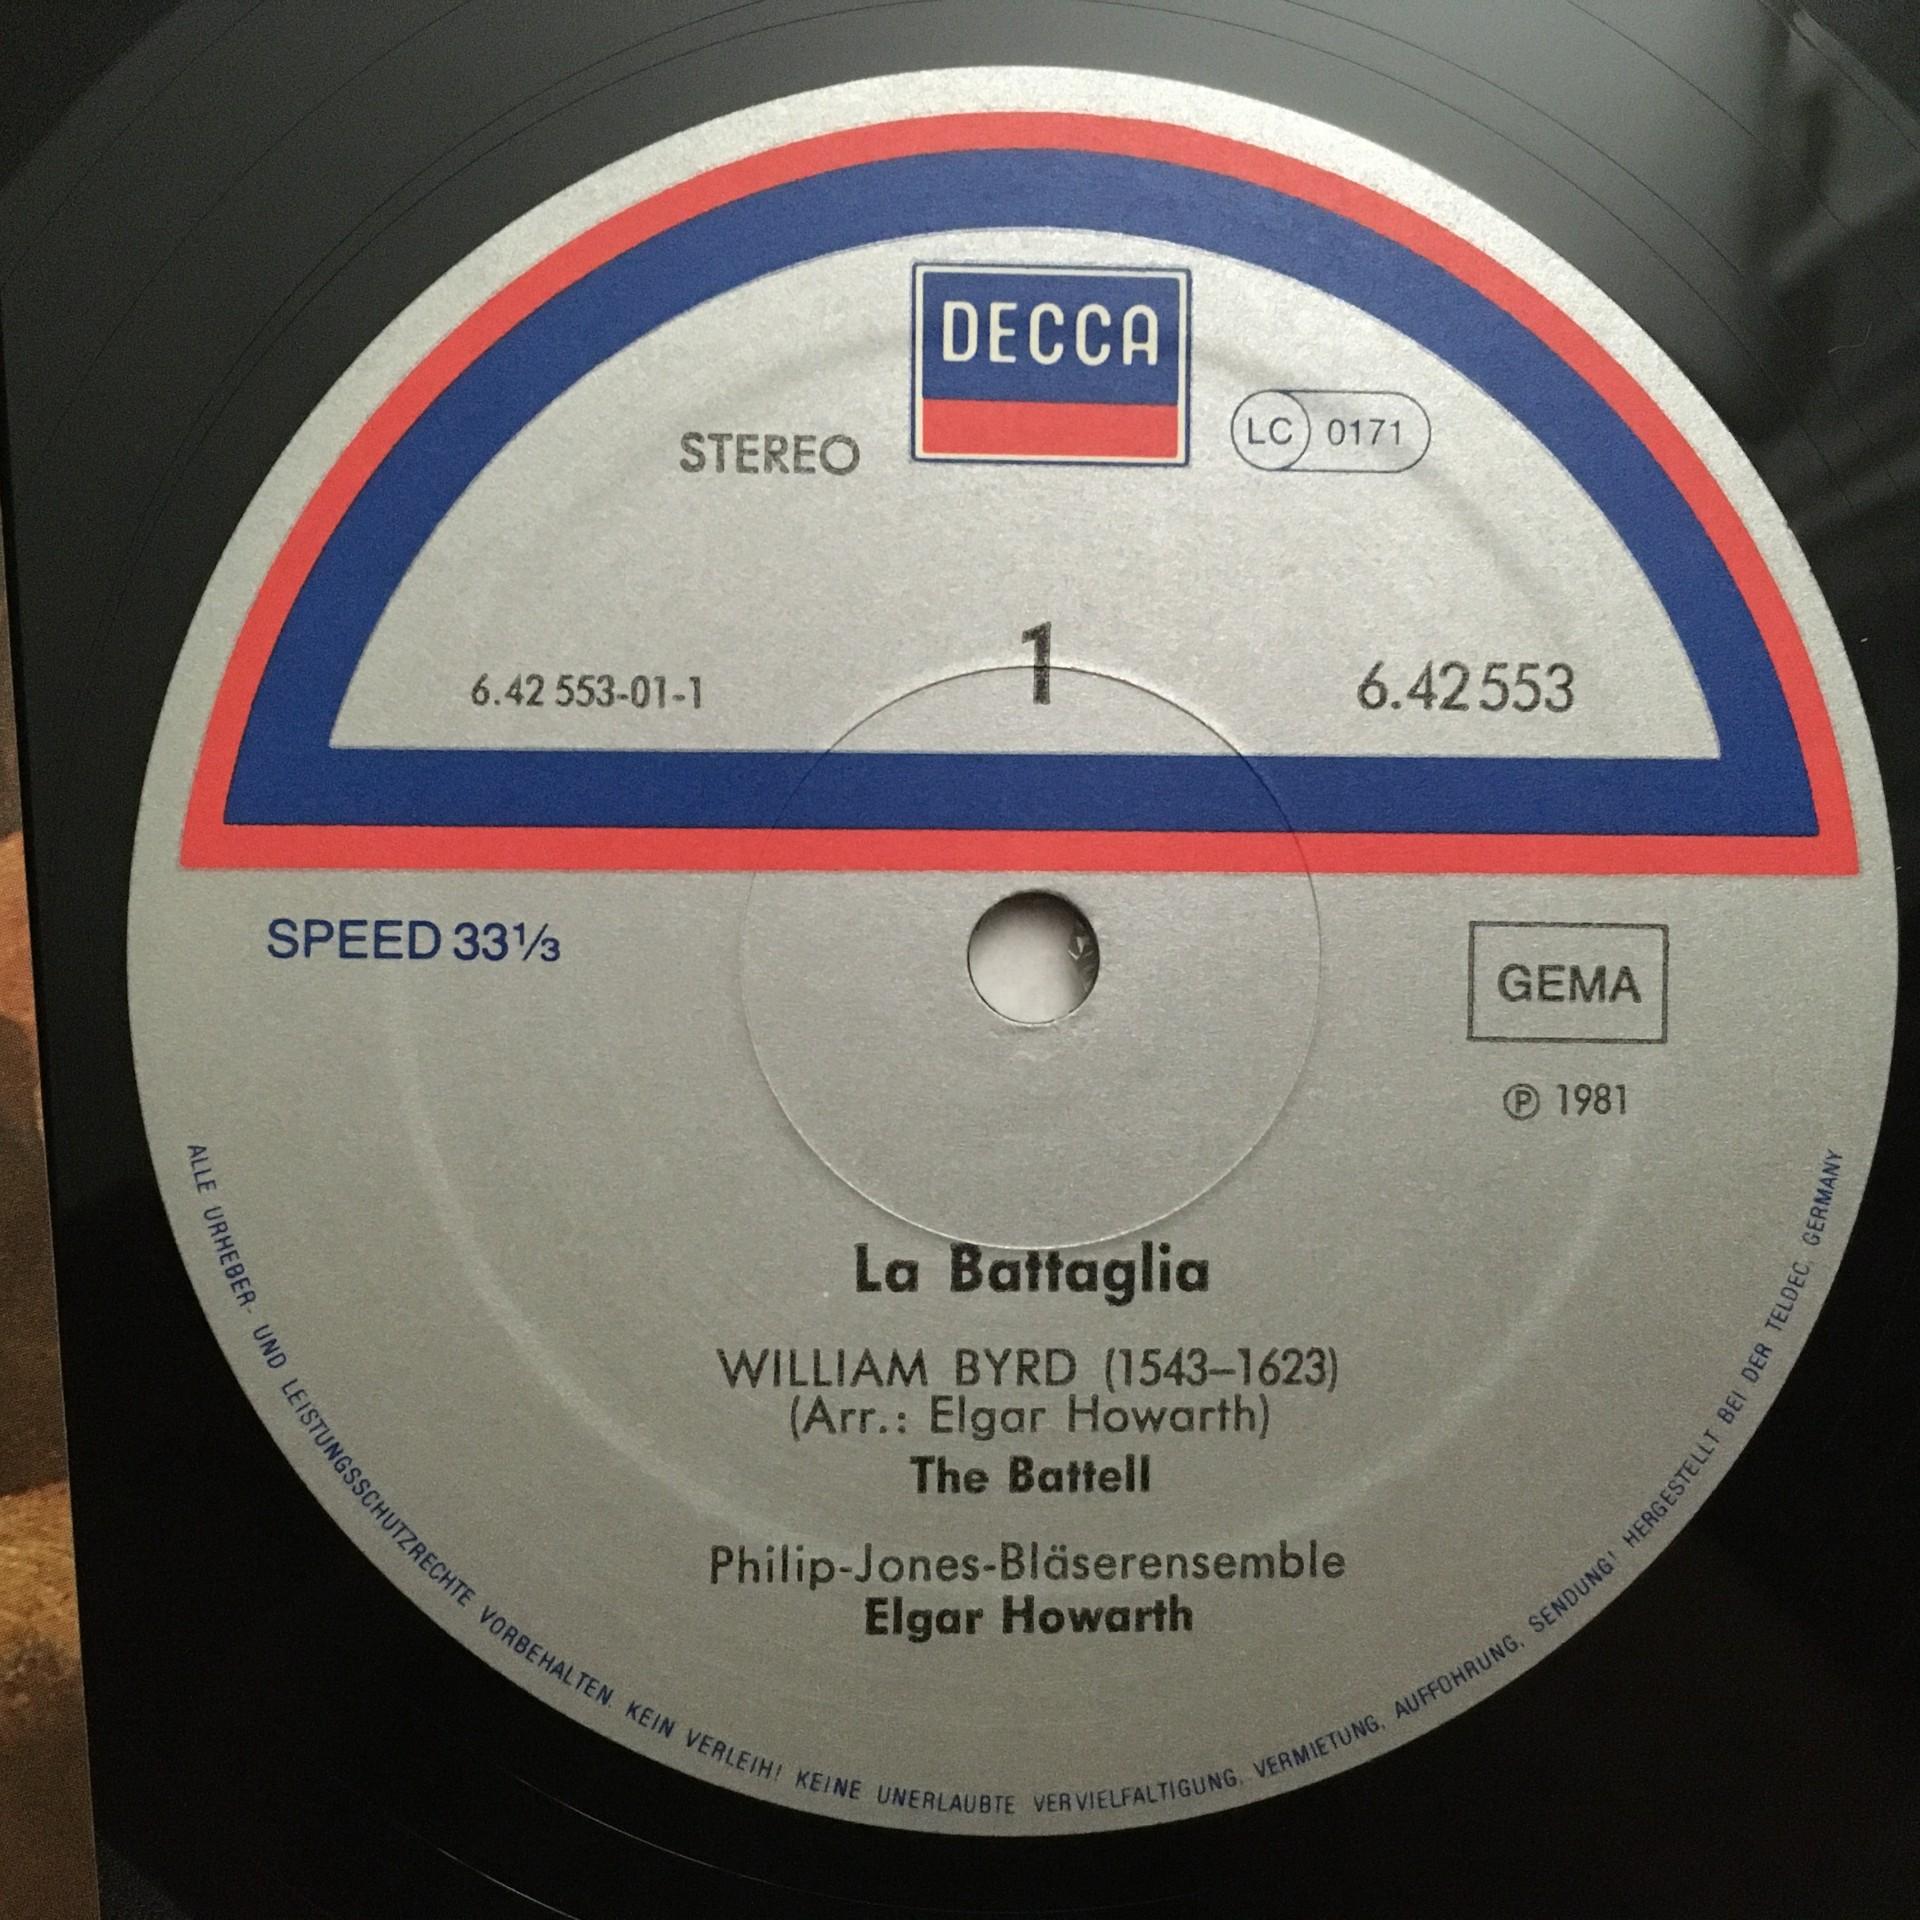 DECCA
STEREO
LC 0171
1
6.42 553-01-1
6.42553
SPEED 33⅓
GEMA
℗ 1981
La Battaglia
WILLIAM BYRD (1543–1623)
(Arr.: Elgar Howarth)
The Battell
Philip-Jones-Bläserensemble
Elgar Howarth
ALLE URHEBER- UND LEISTUNGSSCHUTZRECHTE VORBEHALTEN. KEIN VERLEIH! KEINE UNERLAUBTE VERVIELFÄLTIGUNG, VERMIETUNG, AUFFÜHRUNG, SENDUNG! HERGESTELLT BEI DER TELDEC, GERMANY